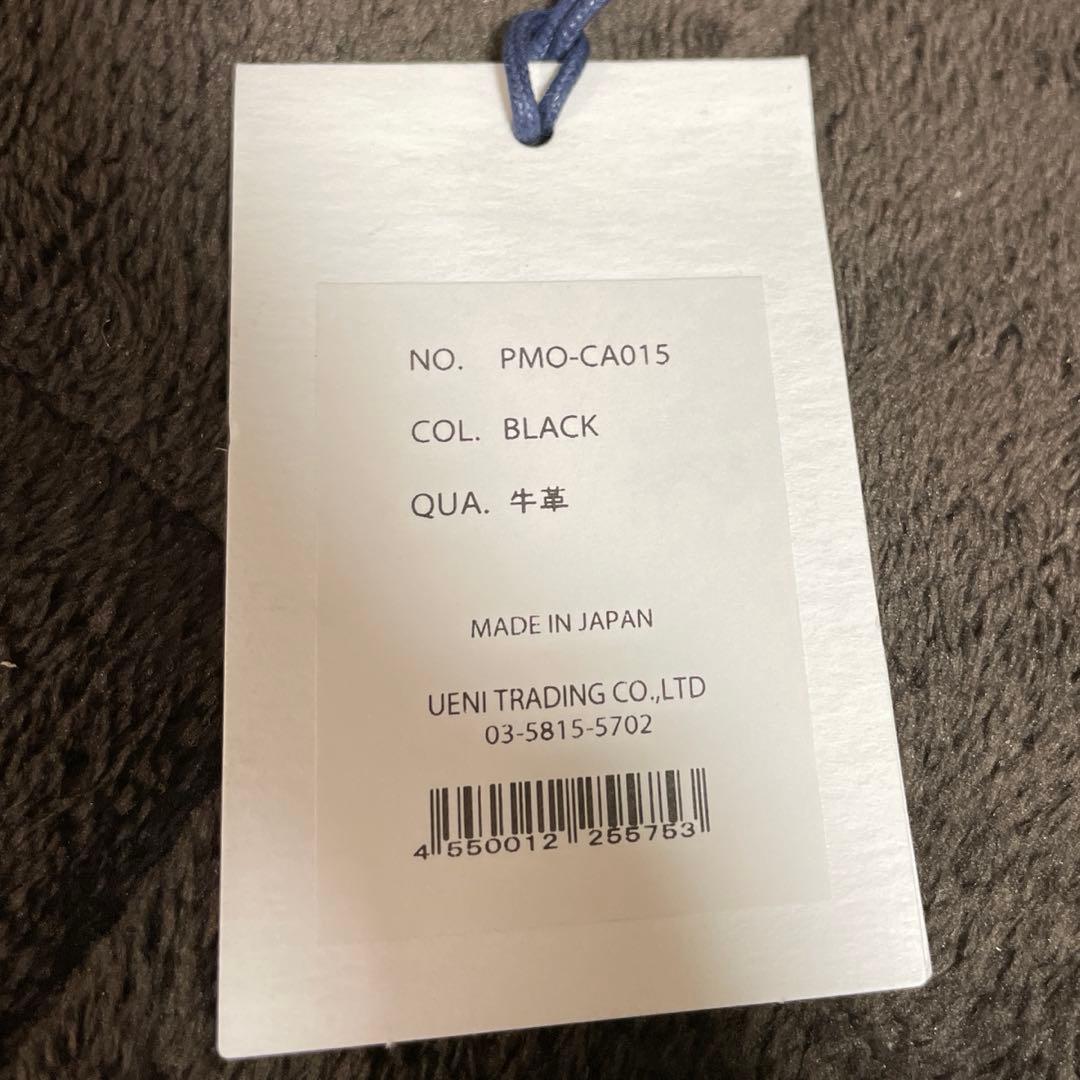 NO. PMO-CA015
COL. BLACK
QUA. 牛革
MADE IN JAPAN
UENI TRADING CO.,LTD
03-5815-5702
4 550012 255753